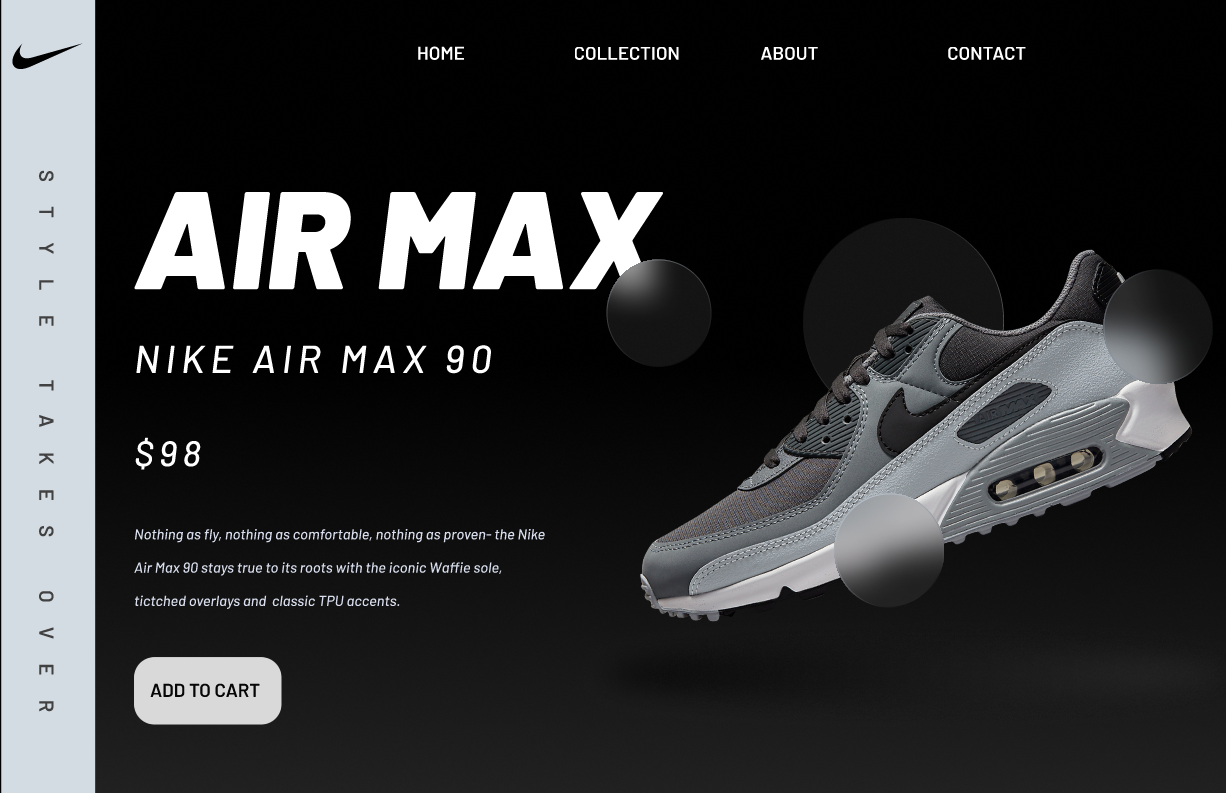 HOME COLLECTION ABOUT CONTACT
STYLE TAKES OVER
AIR MAX
NIKE AIR MAX 90
$98
Nothing as fly, nothing as comfortable, nothing as proven- the Nike
Air Max 90 stays true to its roots with the iconic Waffie sole,
tictched overlays and classic TPU accents.
ADD TO CART